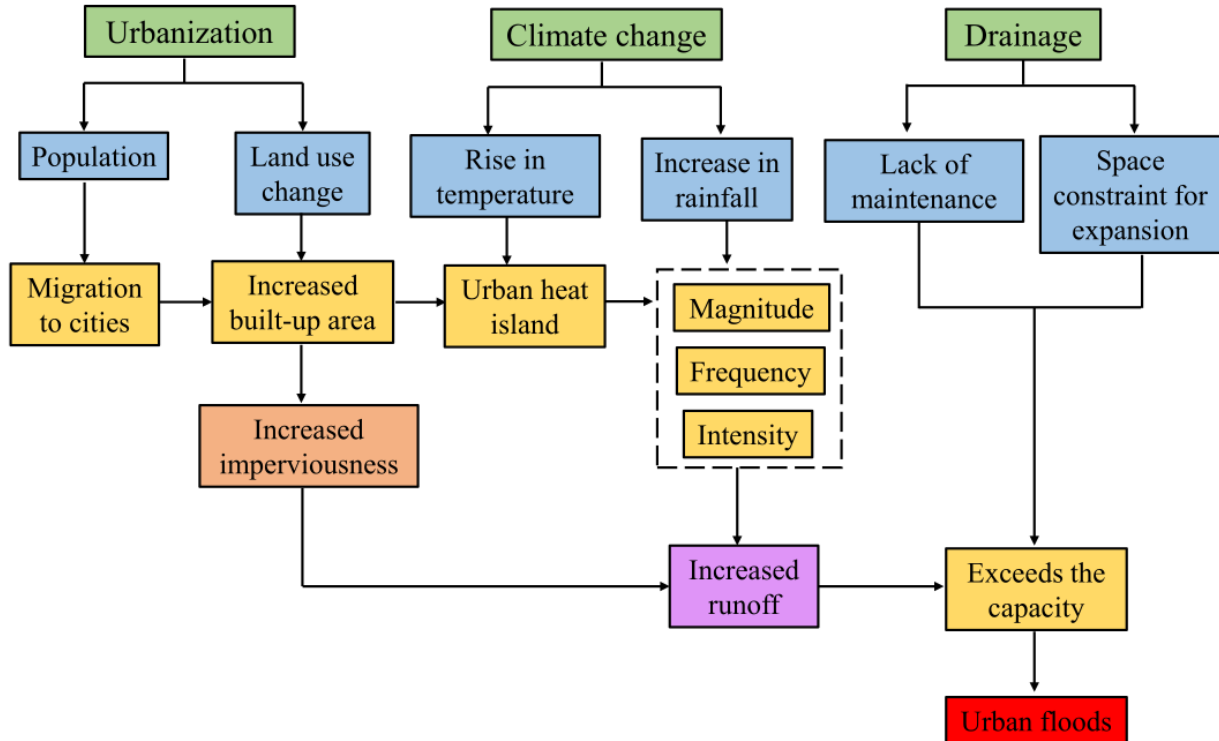 Urbanization
Climate change
Drainage
Population
Land use
change
Rise in
temperature
Increase in
rainfall
Lack of
maintenance
Space
constraint for
expansion
Migration
to cities
Increased
built-up area
Urban heat
island
Magnitude
Frequency
Intensity
Increased
imperviousness
Increased
runoff
Exceeds the
capacity
Urban floods